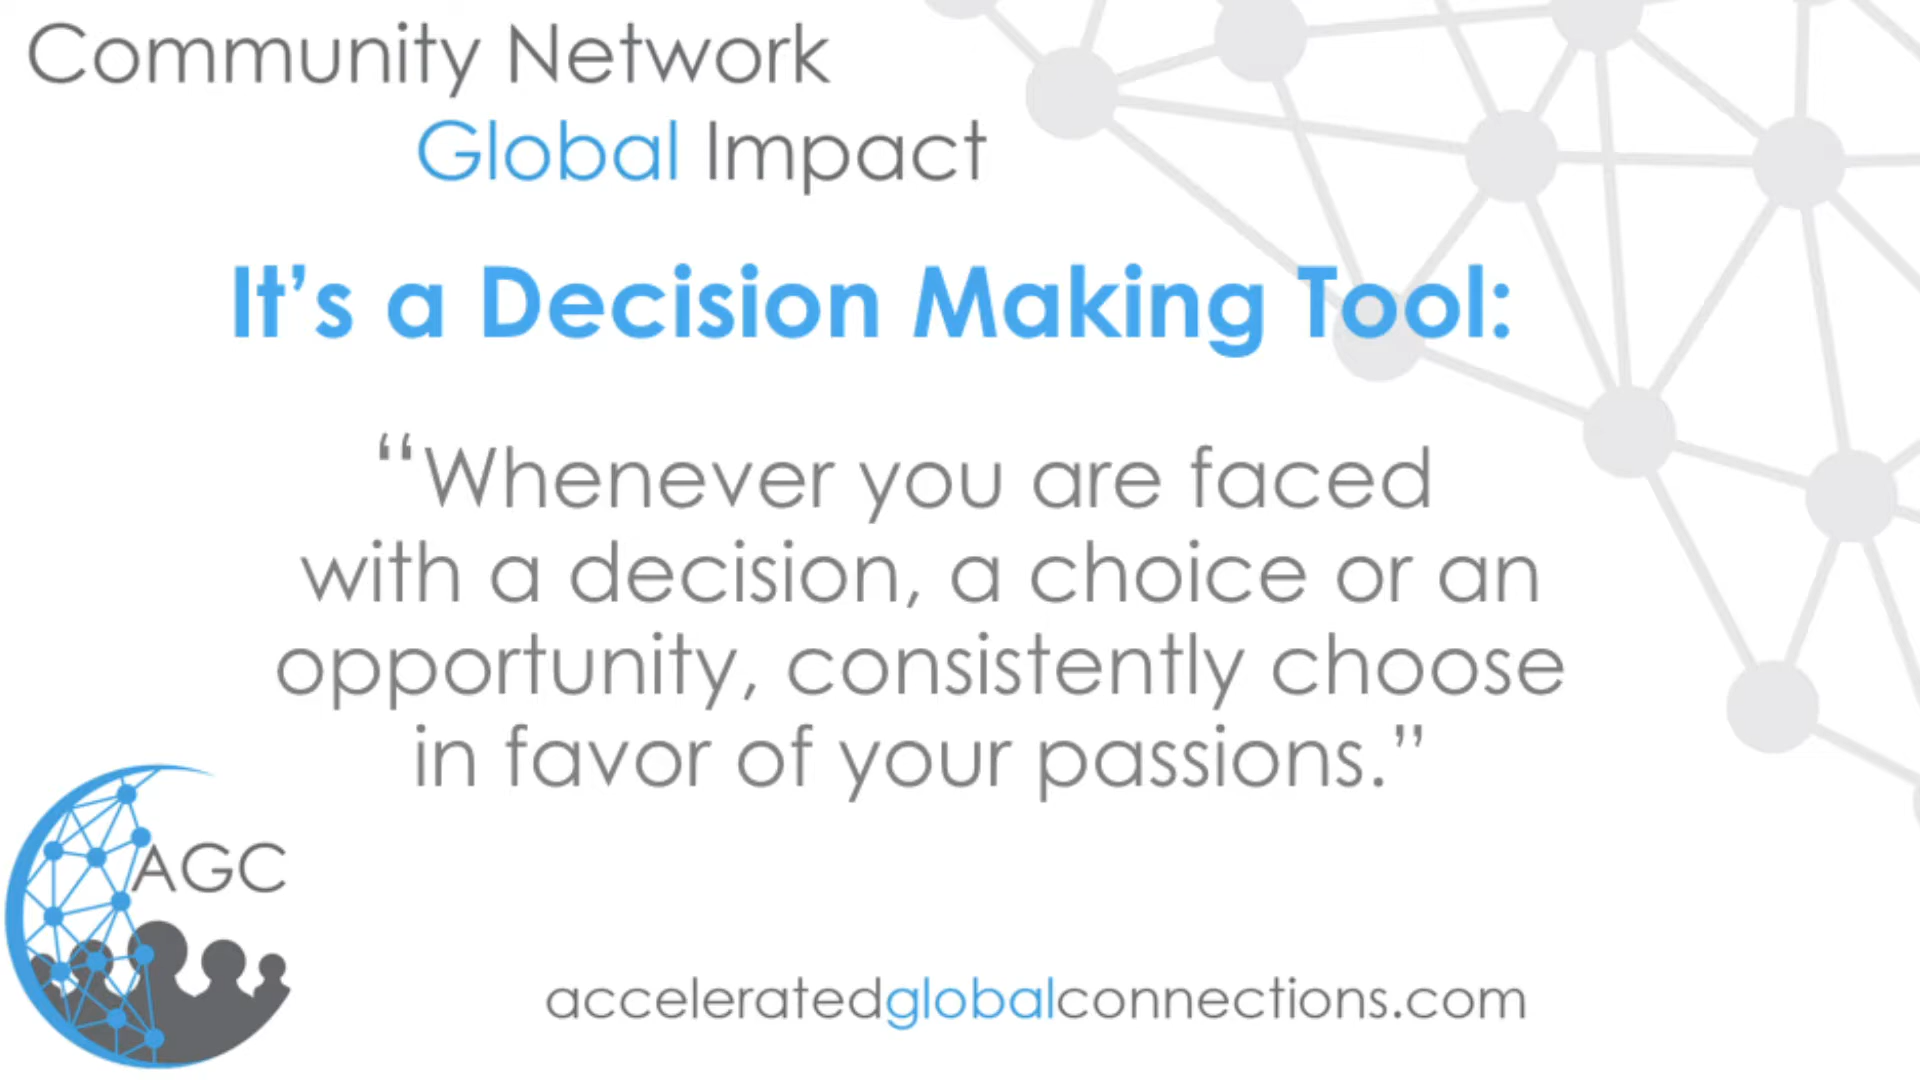 Community Network
Global Impact
It's a Decision Making Tool:
“Whenever you are faced
with a decision, a choice or an
opportunity, consistently choose
in favor of your passions.”
AGC
acceleratedglobalconnections.com